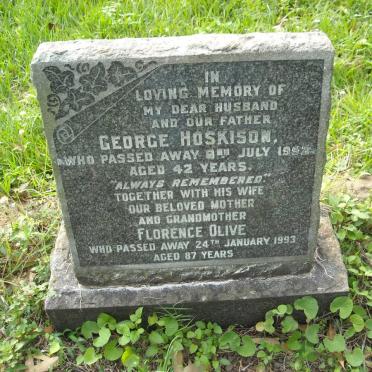 IN
LOVING MEMORY OF
MY DEAR HUSBAND
AND OUR FATHER
GEORGE HOSKISON,
WHO PASSED AWAY JULY
AGED 42 YEARS.
"ALWAYS REMEMBERED."
TOGETHER WITH HIS WIFE
OUR BELOVED MOTHER
AND GRANDMOTHER
FLORENCE OLIVE
WHO PASSED AWAY 24TH JANUARY 1993
AGED 87 YEARS